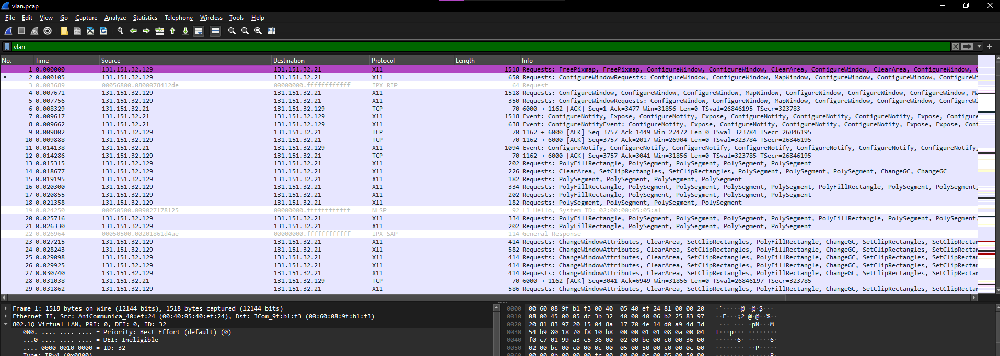 vlan.pcap
File Edit View Go Capture Analyze Statistics Telephony Wireless Tools Help
vlan
No. Time Source Destination Protocol Length Info
1 0.000000 131.151.32.129 131.151.32.21 X11 1518 Requests: FreePixmap, FreePixmap, ConfigureWindow, ConfigureWindow, ClearArea, ConfigureWindow, ClearArea, ConfigureWindow,
2 0.000105 131.151.32.129 131.151.32.21 X11 650 Requests: ConfigureWindowRequests: ConfigureWindow, MapWindow, ConfigureWindow, ConfigureWindow, ConfigureWi
3 0.003689 00056800.0800078412de 00000000.ffffffffffff IPX RIP 64 Request
4 0.007671 131.151.32.129 131.151.32.21 X11 1518 Requests: ConfigureWindow, ConfigureWindow, ConfigureWindow, MapWindow, ConfigureWindow, ConfigureWindow, Ma
5 0.007756 131.151.32.129 131.151.32.21 X11 350 Requests: ConfigureWindowRequests: ConfigureWindow, ConfigureWindow, MapWindow, ConfigureWindow, ConfigureWi
6 0.008329 131.151.32.21 131.151.32.129 TCP 70 6000 → 1162 [ACK] Seq=1 Ack=3477 Win=31856 Len=0 TSval=26846195 TSecr=323783
7 0.009617 131.151.32.21 131.151.32.129 X11 1518 Event: ConfigureNotify, Expose, ConfigureNotify, Expose, ConfigureNotify, Expose, ConfigureNotify, Expose, Configure
8 0.009662 131.151.32.21 131.151.32.129 X11 638 Event: ConfigureNotifyEvent: ConfigureNotify, Expose, ConfigureNotify, ConfigureNotify, ConfigureNotify, Expose, Expose, Con
9 0.009802 131.151.32.129 131.151.32.21 TCP 70 1162 → 6000 [ACK] Seq=3757 Ack=1449 Win=27472 Len=0 TSval=323784 TSecr=26846195
10 0.009888 131.151.32.129 131.151.32.21 TCP 70 1162 → 6000 [ACK] Seq=3757 Ack=2017 Win=26904 Len=0 TSval=323784 TSecr=26846195
11 0.014138 131.151.32.21 131.151.32.129 X11 1094 Event: ConfigureNotify, ConfigureNotify, ConfigureNotify, ConfigureNotify, ConfigureNotify, ConfigureNotify, ConfigureNotify,
12 0.014286 131.151.32.129 131.151.32.21 TCP 70 1162 → 6000 [ACK] Seq=3757 Ack=3041 Win=31856 Len=0 TSval=323785 TSecr=26846195
13 0.015315 131.151.32.129 131.151.32.21 X11 202 Requests: PolyFillRectangle, PolySegment, PolySegment, PolySegment, PolySegment
14 0.018677 131.151.32.129 131.151.32.21 X11 226 Requests: ClearArea, SetClipRectangles, SetClipRectangles, PolySegment, PolySegment, PolySegment, ChangeGC, ChangeGC
15 0.019195 131.151.32.129 131.151.32.21 X11 182 Requests: PolySegment, PolySegment, PolySegment, PolySegment
16 0.020300 131.151.32.129 131.151.32.21 X11 334 Requests: PolyFillRectangle, PolySegment, PolySegment, PolySegment, PolySegment, PolyFillRectangle, PolySegment, PolySegment,
17 0.020855 131.151.32.129 131.151.32.21 X11 202 Requests: PolyFillRectangle, PolySegment, PolySegment, PolySegment, PolySegment
18 0.021358 131.151.32.129 131.151.32.21 X11 182 Requests: PolySegment, PolySegment, PolySegment, PolySegment
19 0.024250 00050500.009027178125 00000000.ffffffffffff NLSP 92 L1 Hello, System ID: 02:00:00:05:05:a1
20 0.025716 131.151.32.129 131.151.32.21 X11 334 Requests: PolyFillRectangle, PolySegment, PolySegment, PolySegment, PolySegment, PolyFillRectangle, PolySegment, PolySegment,
21 0.026330 131.151.32.129 131.151.32.21 X11 202 Requests: PolyFillRectangle, PolySegment, PolySegment, PolySegment, PolySegment
22 0.026964 00050500.00201861d4ae 00000000.ffffffffffff IPX SAP 114 General Response
23 0.027215 131.151.32.129 131.151.32.21 X11 414 Requests: ChangeWindowAttributes, ClearArea, SetClipRectangles, PolyFillRectangle, ChangeGC, SetClipRectangles, SetClipRectan
24 0.028243 131.151.32.129 131.151.32.21 X11 582 Requests: ChangeWindowAttributes, ClearArea, SetClipRectangles, PolyFillRectangle, ChangeGC, SetClipRectangles, SetClipRectan
25 0.029098 131.151.32.129 131.151.32.21 X11 414 Requests: ChangeWindowAttributes, ClearArea, SetClipRectangles, PolyFillRectangle, ChangeGC, SetClipRectangles, SetClipRectan
26 0.029925 131.151.32.129 131.151.32.21 X11 414 Requests: ChangeWindowAttributes, ClearArea, SetClipRectangles, PolyFillRectangle, ChangeGC, SetClipRectangles, SetClipRectan
27 0.030740 131.151.32.129 131.151.32.21 X11 414 Requests: ChangeWindowAttributes, ClearArea, SetClipRectangles, PolyFillRectangle, ChangeGC, SetClipRectangles, SetClipRectan
28 0.031038 131.151.32.21 131.151.32.129 TCP 70 6000 → 1162 [ACK] Seq=3041 Ack=6949 Win=31856 Len=0 TSval=26846197 TSecr=323785
29 0.031862 131.151.32.129 131.151.32.21 X11 586 Requests: ChangeWindowAttributes, ClearArea, SetClipRectangles, PolyFillRectangle, ChangeGC, SetClipRectangles, SetClipRectan
Frame 1: 1518 bytes on wire (12144 bits), 1518 bytes captured (12144 bits)
Ethernet II, Src: AniCommunica_40:ef:24 (00:40:05:40:ef:24), Dst: 3Com_9f:b1:f3 (00:60:08:9f:b1:f3)
802.1Q Virtual LAN, PRI: 0, DEI: 0, ID: 32
000. .... .... .... = Priority: Best Effort (default) (0)
...0 .... .... .... = DEI: Ineligible
.... 0000 0010 0000 = ID: 32
Type: IPv4 (0x0800)
0000 00 60 08 9f b1 f3 00 40 05 40 ef 24 81 00 00 20
0010 08 00 45 00 05 dc 3b 32 40 00 40 06 b2 25 83 97
0020 20 81 83 97 20 15 04 8a 17 70 4e 14 d0 a9 4d 3d
0030 54 b9 80 18 70 f8 10 b8 00 00 01 01 08 0a 00 04
0040 f0 c7 01 99 a3 c5 36 00 02 00 be 00 c0 00 36 00
0050 02 00 bc 00 c0 00 0c 00 05 00 50 00 c0 00 0c 00
0060 00 00 0b 00 00 00 fc 00 00 00 0c 00 05 00 50 00